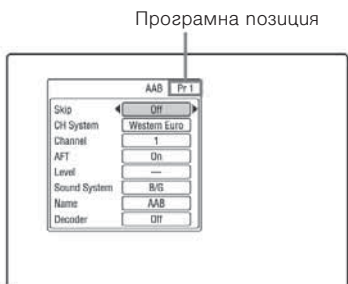 Програмна позиция
AAB Pr 1
Skip Off
CH System Western Euro
Channel 1
AFT On
Level —
Sound System B/G
Name AAB
Decoder Off